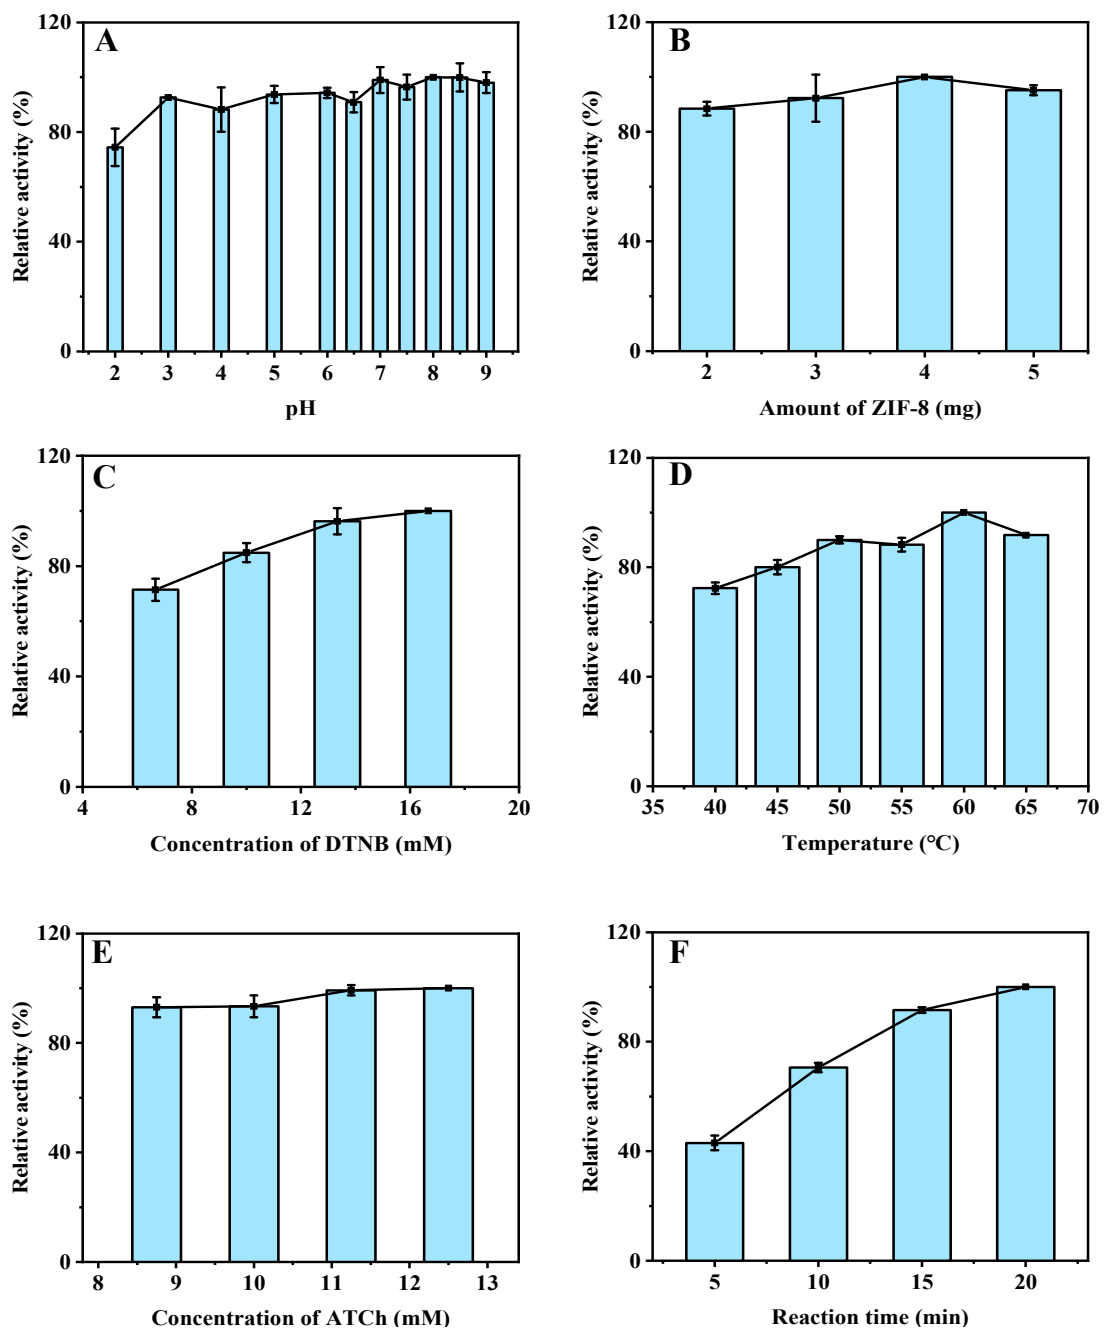 A
Relative activity (%)
120
80
40
0
2 3 4 5 6 7 8 9
pH
B
Relative activity (%)
120
80
40
0
2 3 4 5
Amount of ZIF-8 (mg)
C
Relative activity (%)
120
80
40
0
4 8 12 16 20
Concentration of DTNB (mM)
D
Relative activity (%)
120
80
40
0
35 40 45 50 55 60 65 70
Temperature (°C)
E
Relative activity (%)
120
80
40
0
8 9 10 11 12 13
Concentration of ATCh (mM)
F
Relative activity (%)
120
80
40
0
5 10 15 20
Reaction time (min)